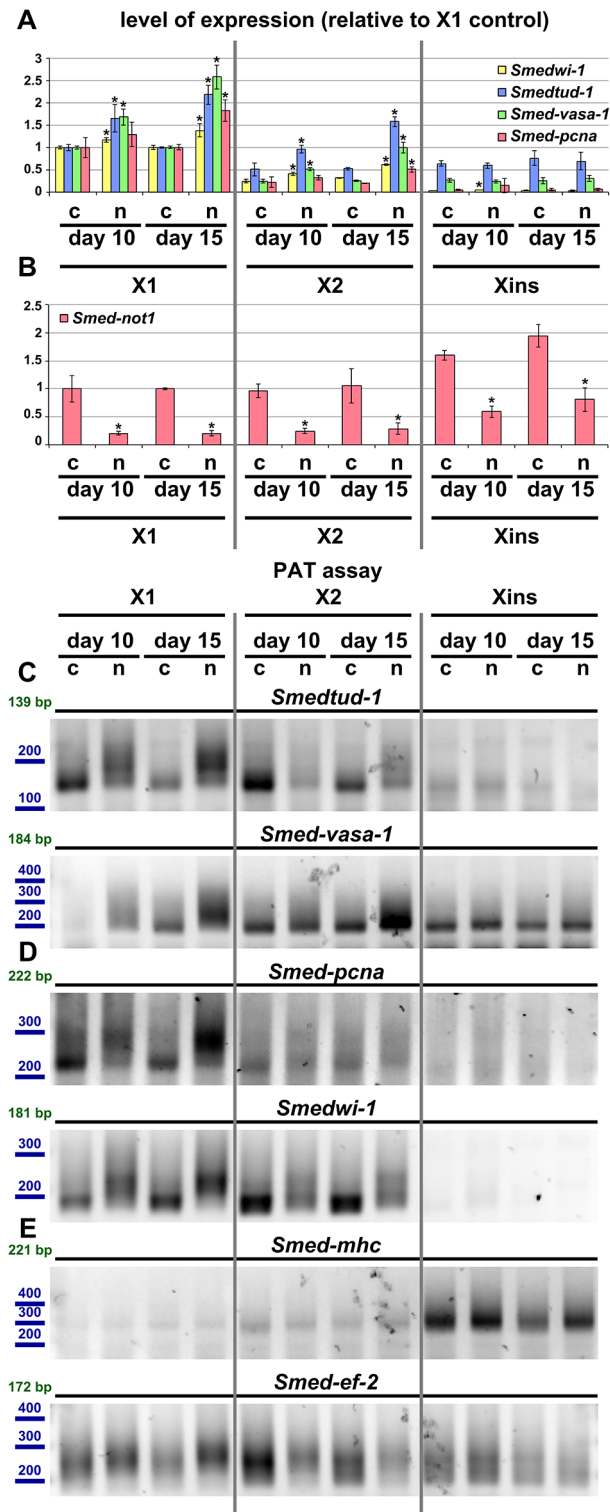 A level of expression (relative to X1 control)
3
2.5
2
1.5
1
0.5
0
Smedwi-1
Smedtud-1
Smed-vasa-1
Smed-pcna
* * * * * * *
* * * * * *
*
c n c n c n c n c n c n
day 10 day 15 day 10 day 15 day 10 day 15
X1 X2 Xins
B
2.5
2
1.5
1
0.5
0
Smed-not1
* * * * * *
c n c n c n c n c n c n
day 10 day 15 day 10 day 15 day 10 day 15
X1 X2 Xins
PAT assay
X1 X2 Xins
day 10 day 15 day 10 day 15 day 10 day 15
C c n c n c n c n c n c n
139 bp Smedtud-1
200
100
184 bp Smed-vasa-1
400
300
200
D
222 bp Smed-pcna
300
200
181 bp Smedwi-1
300
200
E
221 bp Smed-mhc
400
300
200
172 bp Smed-ef-2
400
300
200